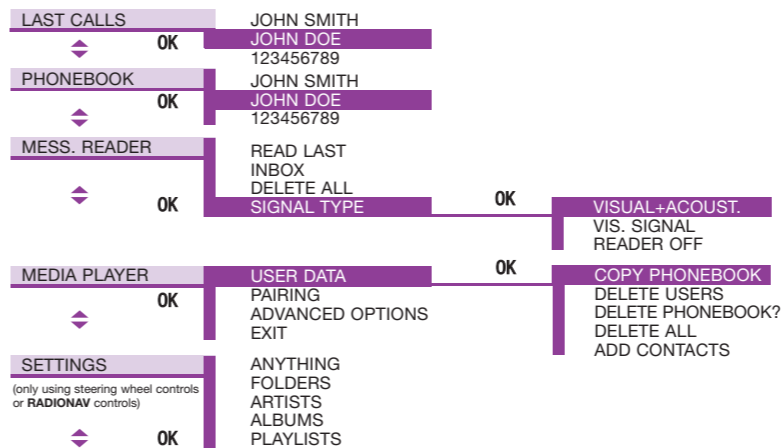 LAST CALLS
OK
JOHN SMITH
JOHN DOE
123456789
PHONEBOOK
OK
JOHN SMITH
JOHN DOE
123456789
MESS. READER
OK
READ LAST
INBOX
DELETE ALL
SIGNAL TYPE
OK
VISUAL+ACOUST.
VIS. SIGNAL
READER OFF
MEDIA PLAYER
OK
USER DATA
PAIRING
ADVANCED OPTIONS
EXIT
OK
COPY PHONEBOOK
DELETE USERS
DELETE PHONEBOOK?
DELETE ALL
ADD CONTACTS
SETTINGS
(only using steering wheel controls
or RADIONAV controls)
OK
ANYTHING
FOLDERS
ARTISTS
ALBUMS
PLAYLISTS